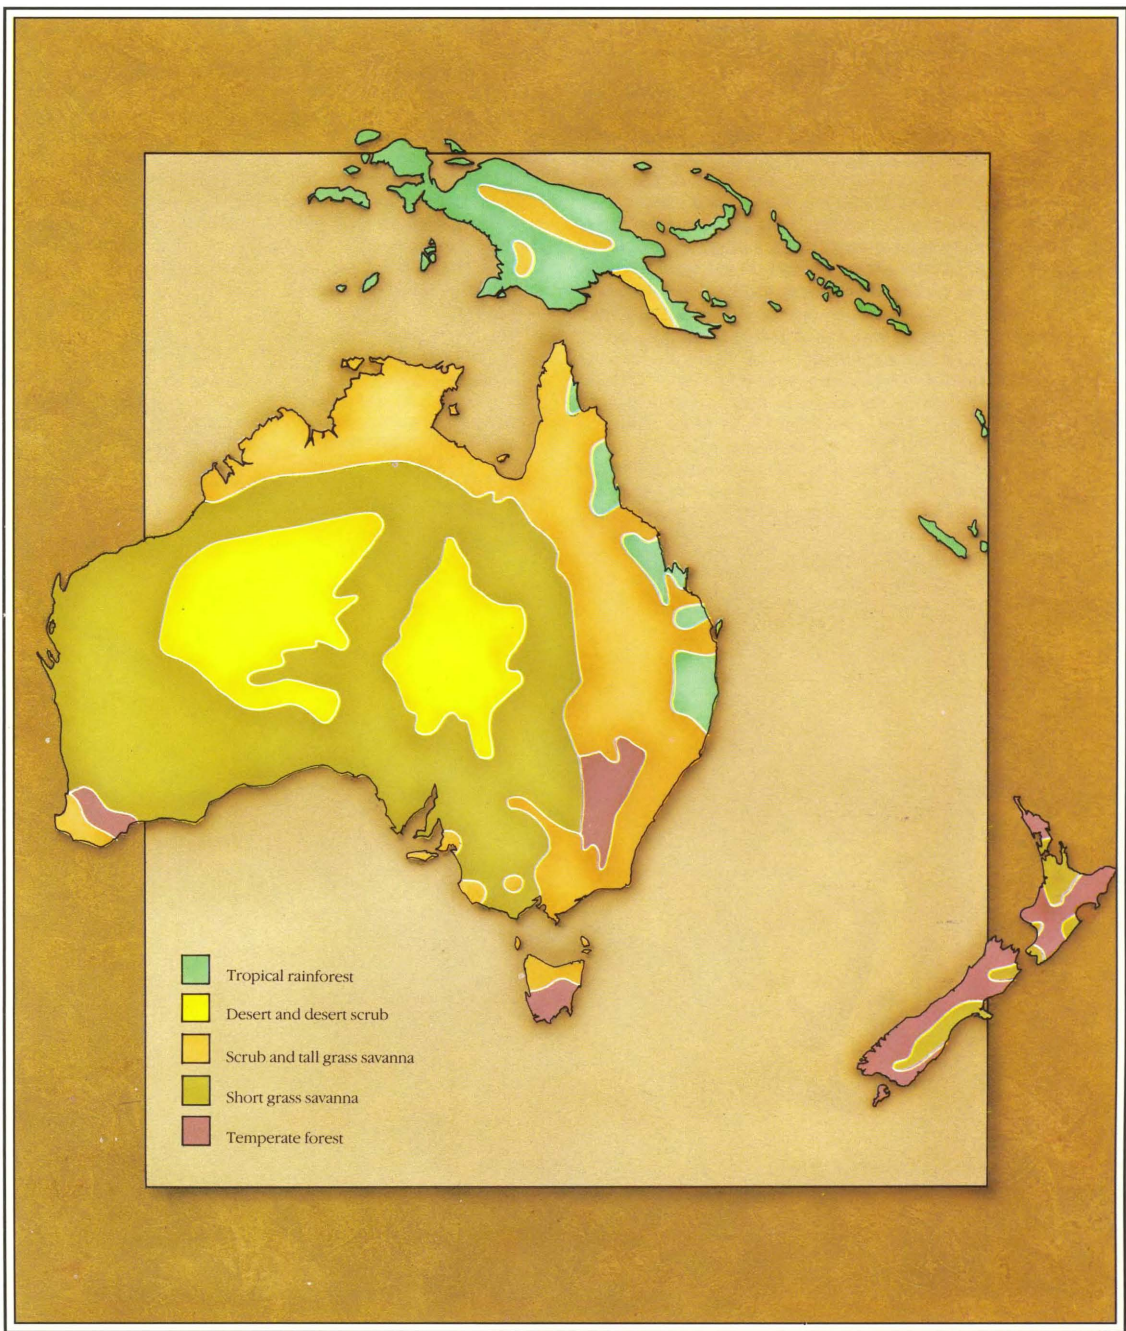 Tropical rainforest
Desert and desert scrub
Scrub and tall grass savanna
Short grass savanna
Temperate forest